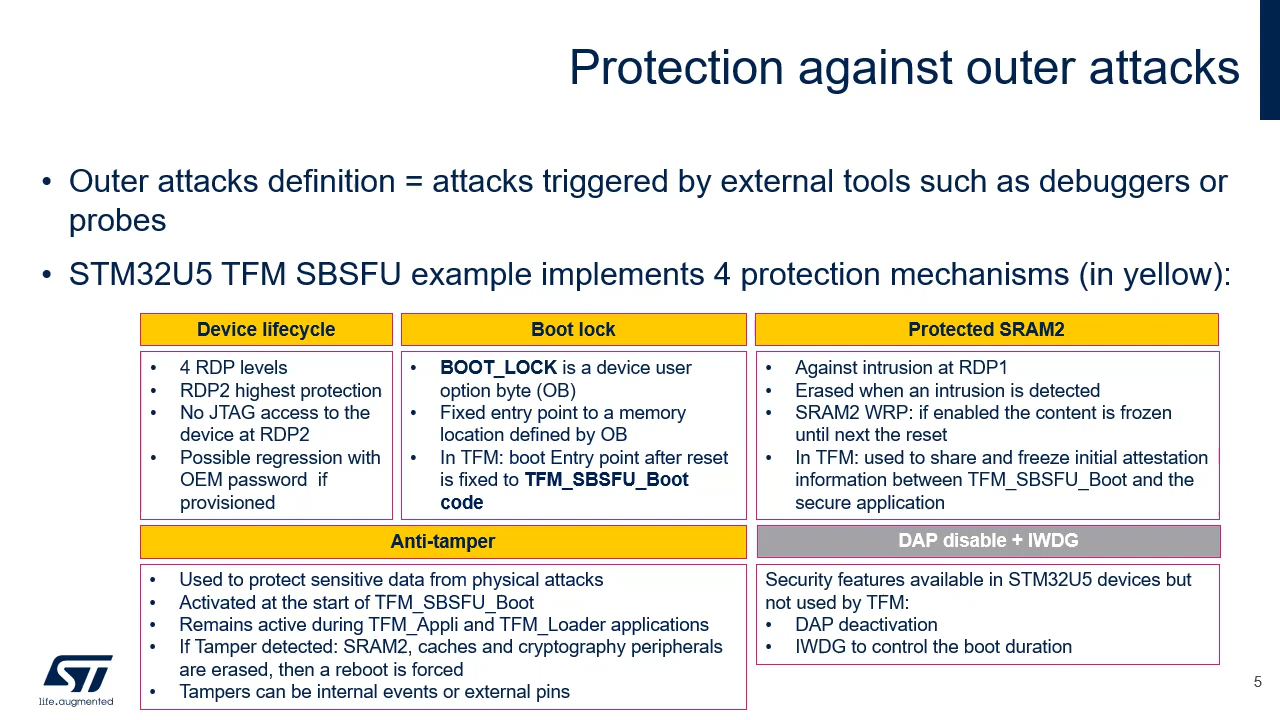 Protection against outer attacks
• Outer attacks definition = attacks triggered by external tools such as debuggers or
probes
• STM32U5 TFM SBSFU example implements 4 protection mechanisms (in yellow):
Device lifecycle
• 4 RDP levels
• RDP2 highest protection
• No JTAG access to the
device at RDP2
• Possible regression with
OEM password if
provisioned
Boot lock
• BOOT_LOCK is a device user
option byte (OB)
• Fixed entry point to a memory
location defined by OB
• In TFM: boot Entry point after reset
is fixed to TFM_SBSFU_Boot
code
Protected SRAM2
• Against intrusion at RDP1
• Erased when an intrusion is detected
• SRAM2 WRP: if enabled the content is frozen
until next the reset
• In TFM: used to share and freeze initial attestation
information between TFM_SBSFU_Boot and the
secure application
Anti-tamper
• Used to protect sensitive data from physical attacks
• Activated at the start of TFM_SBSFU_Boot
• Remains active during TFM_Appli and TFM_Loader applications
• If Tamper detected: SRAM2, caches and cryptography peripherals
are erased, then a reboot is forced
• Tampers can be internal events or external pins
DAP disable + IWDG
Security features available in STM32U5 devices but
not used by TFM:
• DAP deactivation
• IWDG to control the boot duration
ST
life.augmented
5